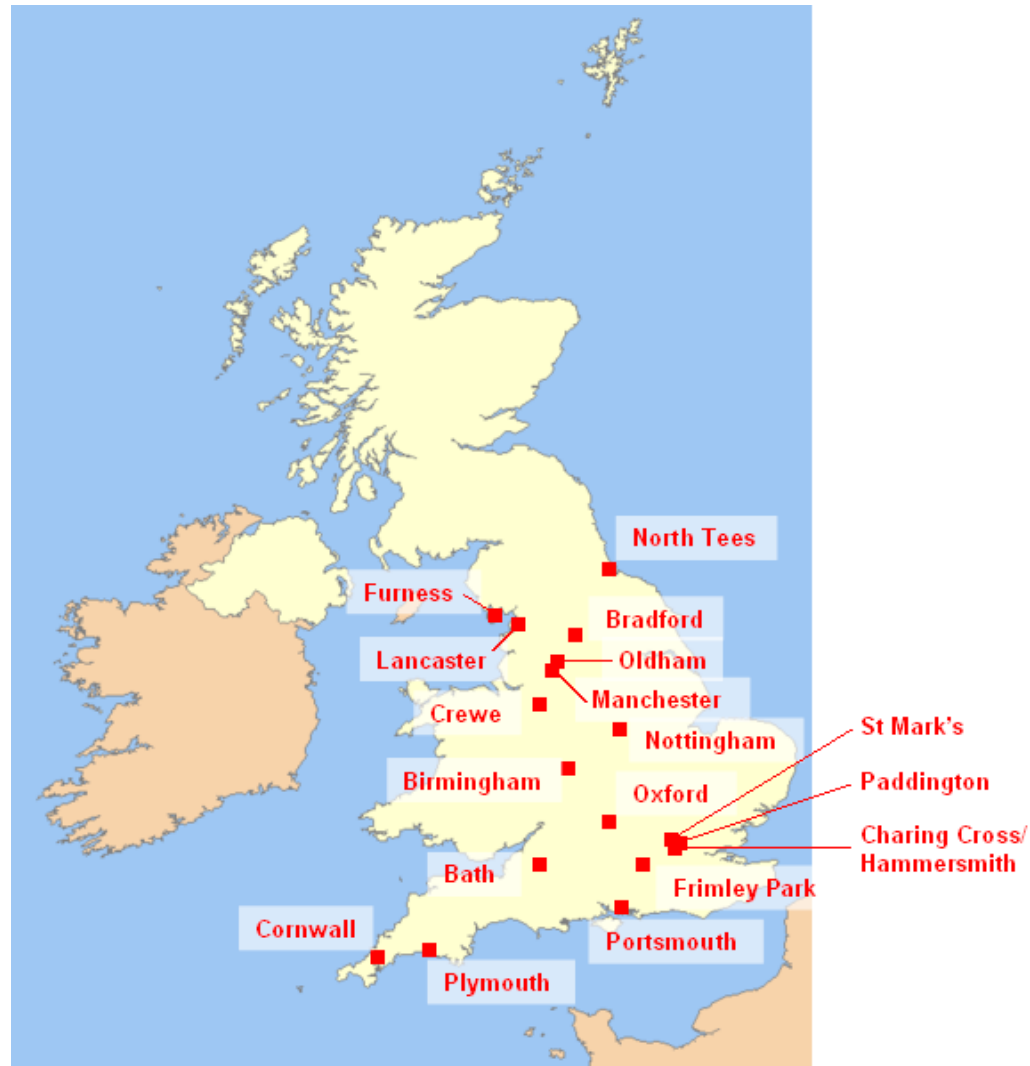 North Tees
Furness
Bradford
Lancaster
Oldham
Manchester
Crewe
St Mark's
Nottingham
Birmingham
Paddington
Oxford
Charing Cross/
Hammersmith
Bath
Frimley Park
Cornwall
Portsmouth
Plymouth